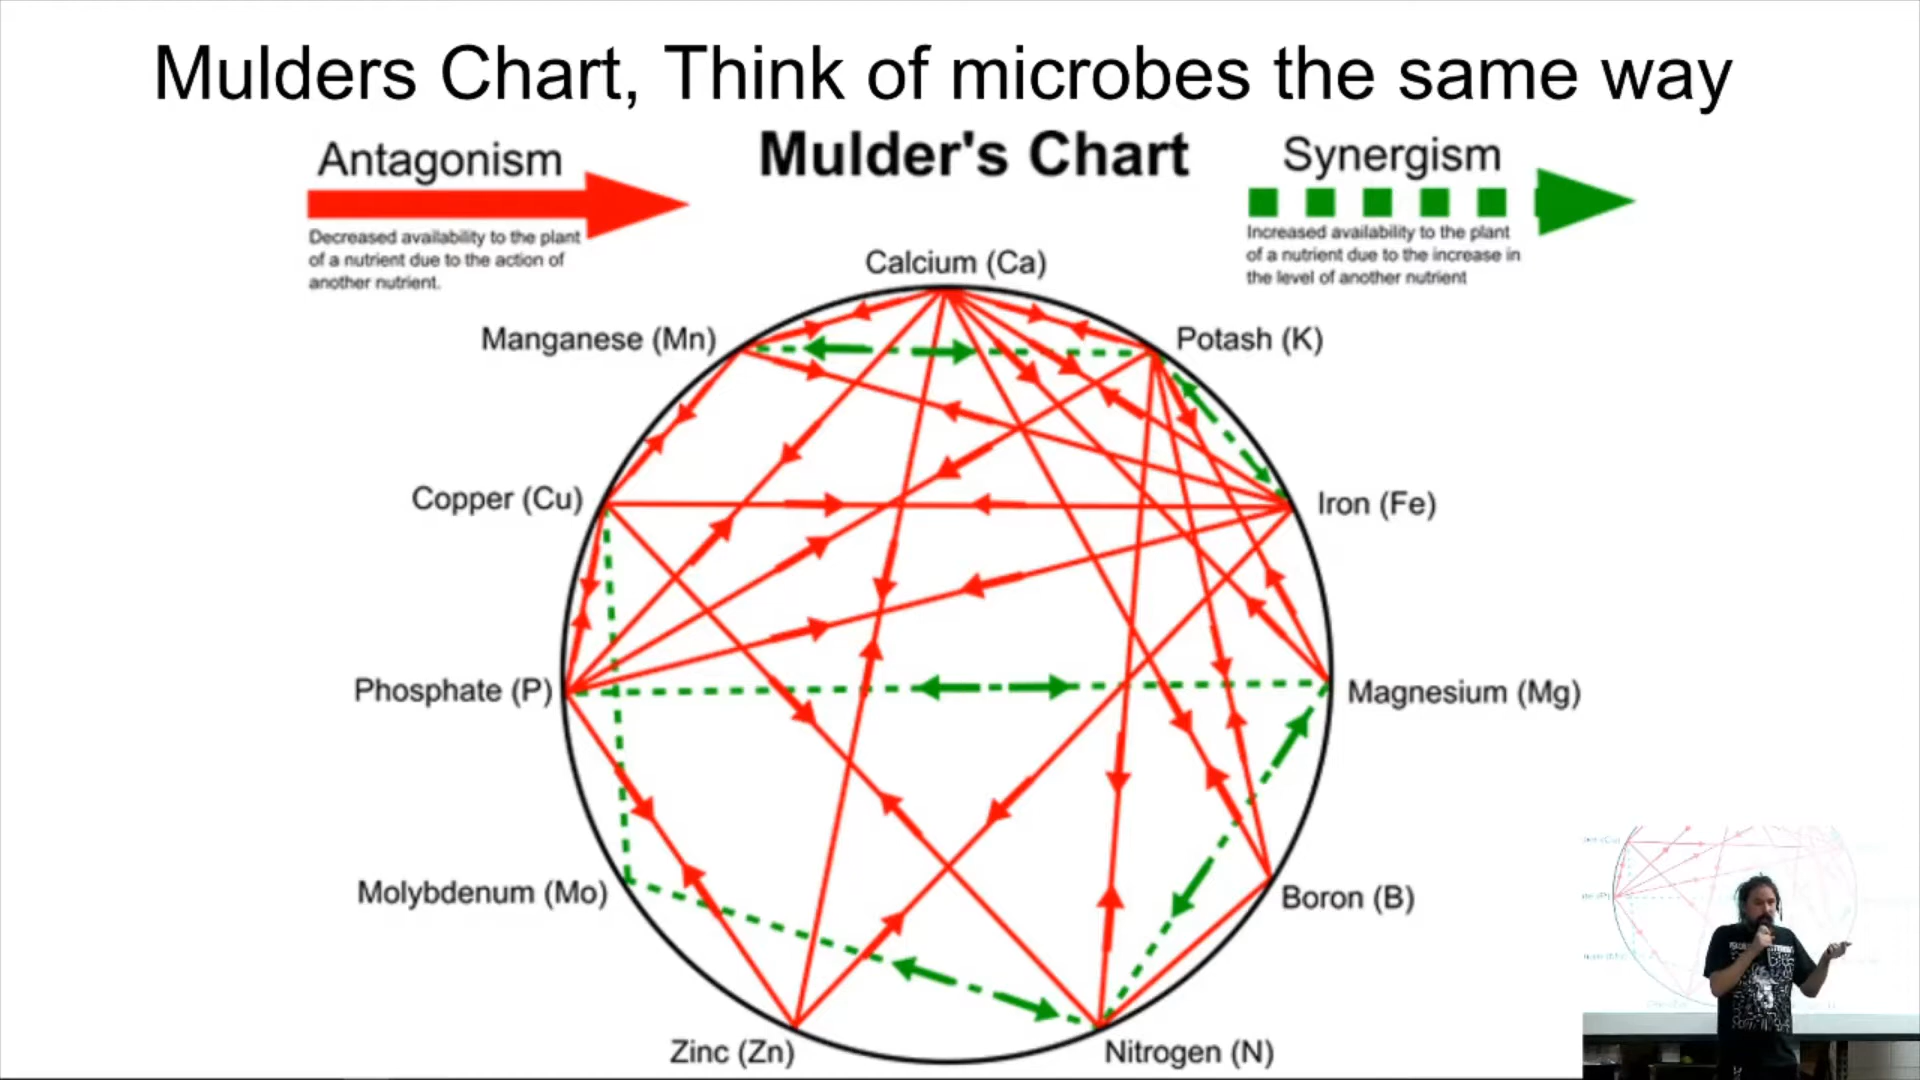 Mulders Chart, Think of microbes the same way
Antagonism
Mulder's Chart
Synergism
Decreased availability to the plant
of a nutrient due to the action of
another nutrient.
Increased availability to the plant
of a nutrient due to the increase in
the level of another nutrient
Calcium (Ca)
Manganese (Mn)
Potash (K)
Copper (Cu)
Iron (Fe)
Phosphate (P)
Magnesium (Mg)
Molybdenum (Mo)
Boron (B)
Zinc (Zn)
Nitrogen (N)